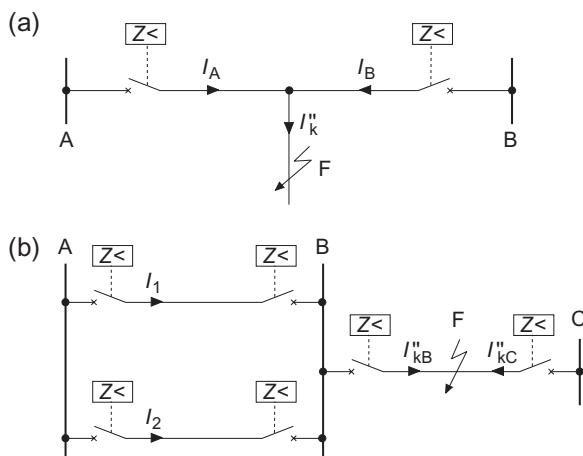 (a)
Z< Z<
I_A I_B
I''_k
A F B
(b)
A B
Z< Z<
I_1
Z< F Z< C
I''_kB I''_kC
Z< Z<
I_2